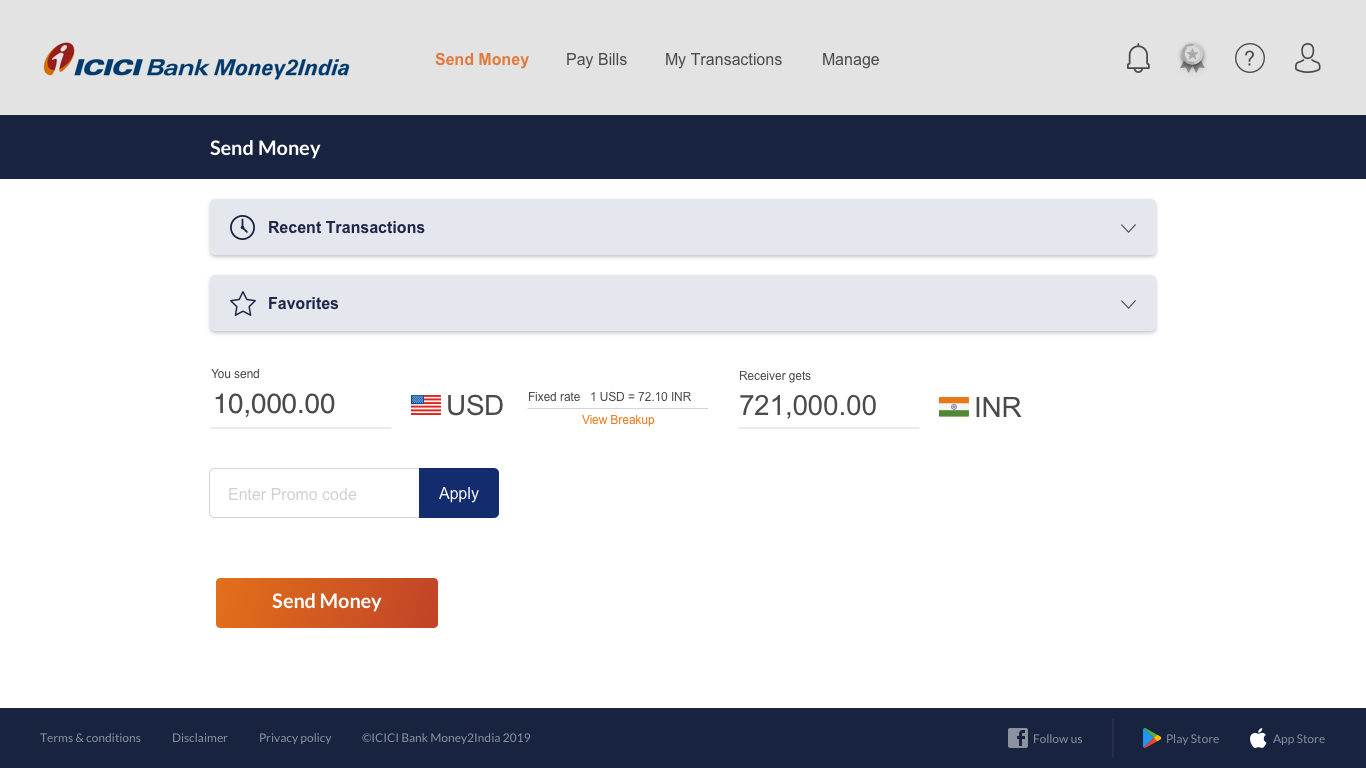 ICICI Bank Money2India
Send Money Pay Bills My Transactions Manage
?
Send Money
Recent Transactions
Favorites
You send
10,000.00
USD
Fixed rate 1 USD = 72.10 INR
View Breakup
Receiver gets
721,000.00
INR
Enter Promo code
Apply
Send Money
Terms & conditions Disclaimer Privacy policy ©ICICI Bank Money2India 2019
Follow us Play Store App Store